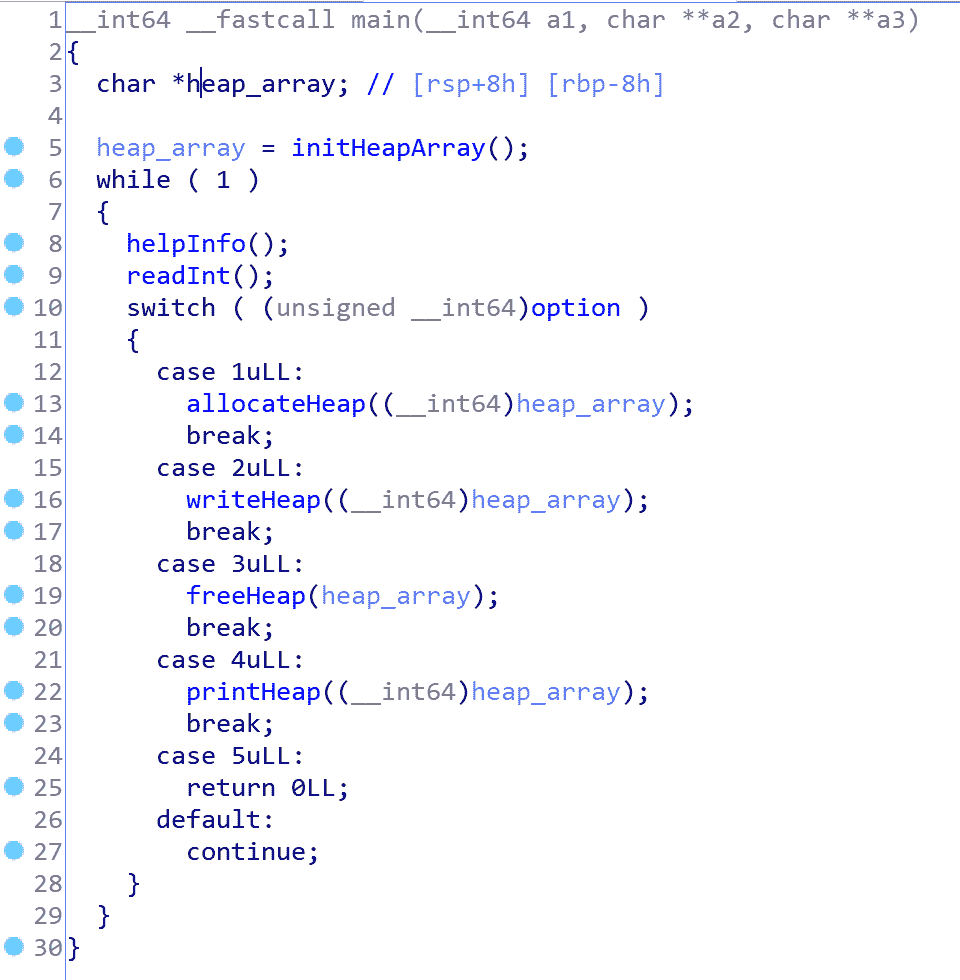 1 __int64 __fastcall main(__int64 a1, char **a2, char **a3)
2 {
3   char *heap_array; // [rsp+8h] [rbp-8h]
4
5   heap_array = initHeapArray();
6   while ( 1 )
7   {
8     helpInfo();
9     readInt();
10     switch ( (unsigned __int64)option )
11     {
12       case 1uLL:
13         allocateHeap((__int64)heap_array);
14         break;
15       case 2uLL:
16         writeHeap((__int64)heap_array);
17         break;
18       case 3uLL:
19         freeHeap(heap_array);
20         break;
21       case 4uLL:
22         printHeap((__int64)heap_array);
23         break;
24       case 5uLL:
25         return 0LL;
26       default:
27         continue;
28     }
29   }
30 }